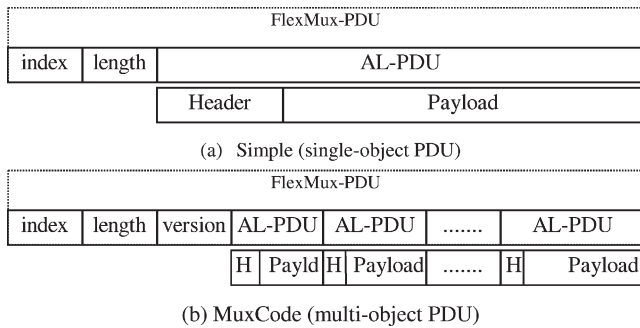 FlexMux-PDU
index length AL-PDU
Header Payload
(a) Simple (single-object PDU)
FlexMux-PDU
index length version AL-PDU AL-PDU ....... AL-PDU
H Payld H Payload ....... H Payload
(b) MuxCode (multi-object PDU)